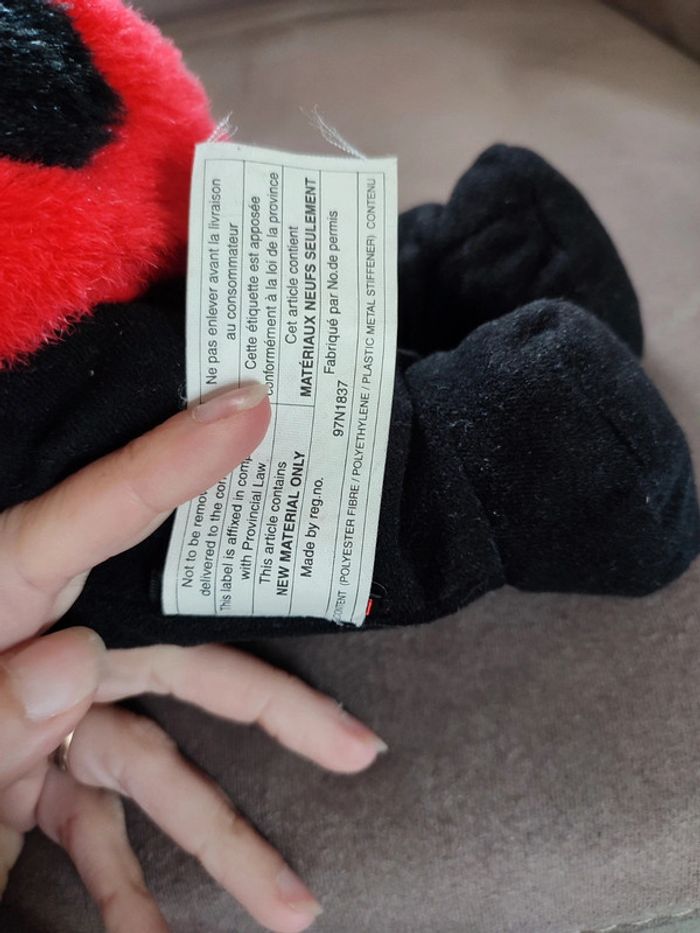 Not to be
delivered to the
This label is affixed in
with Provincial Law
This article contains
NEW MATERIAL ONLY
Ne pas enlever avant la livraison
au consommateur
Cette étiquette est apposée
conformément à la loi de la province
Cet article contient
MATÉRIAUX NEUFS SEULEMENT
Made by reg.no. 97N1837 Fabriqué par No.de permis
CONTENT (POLYESTER FIBRE / POLYETHYLENE / PLASTIC METAL STIFFENER) CONTENU